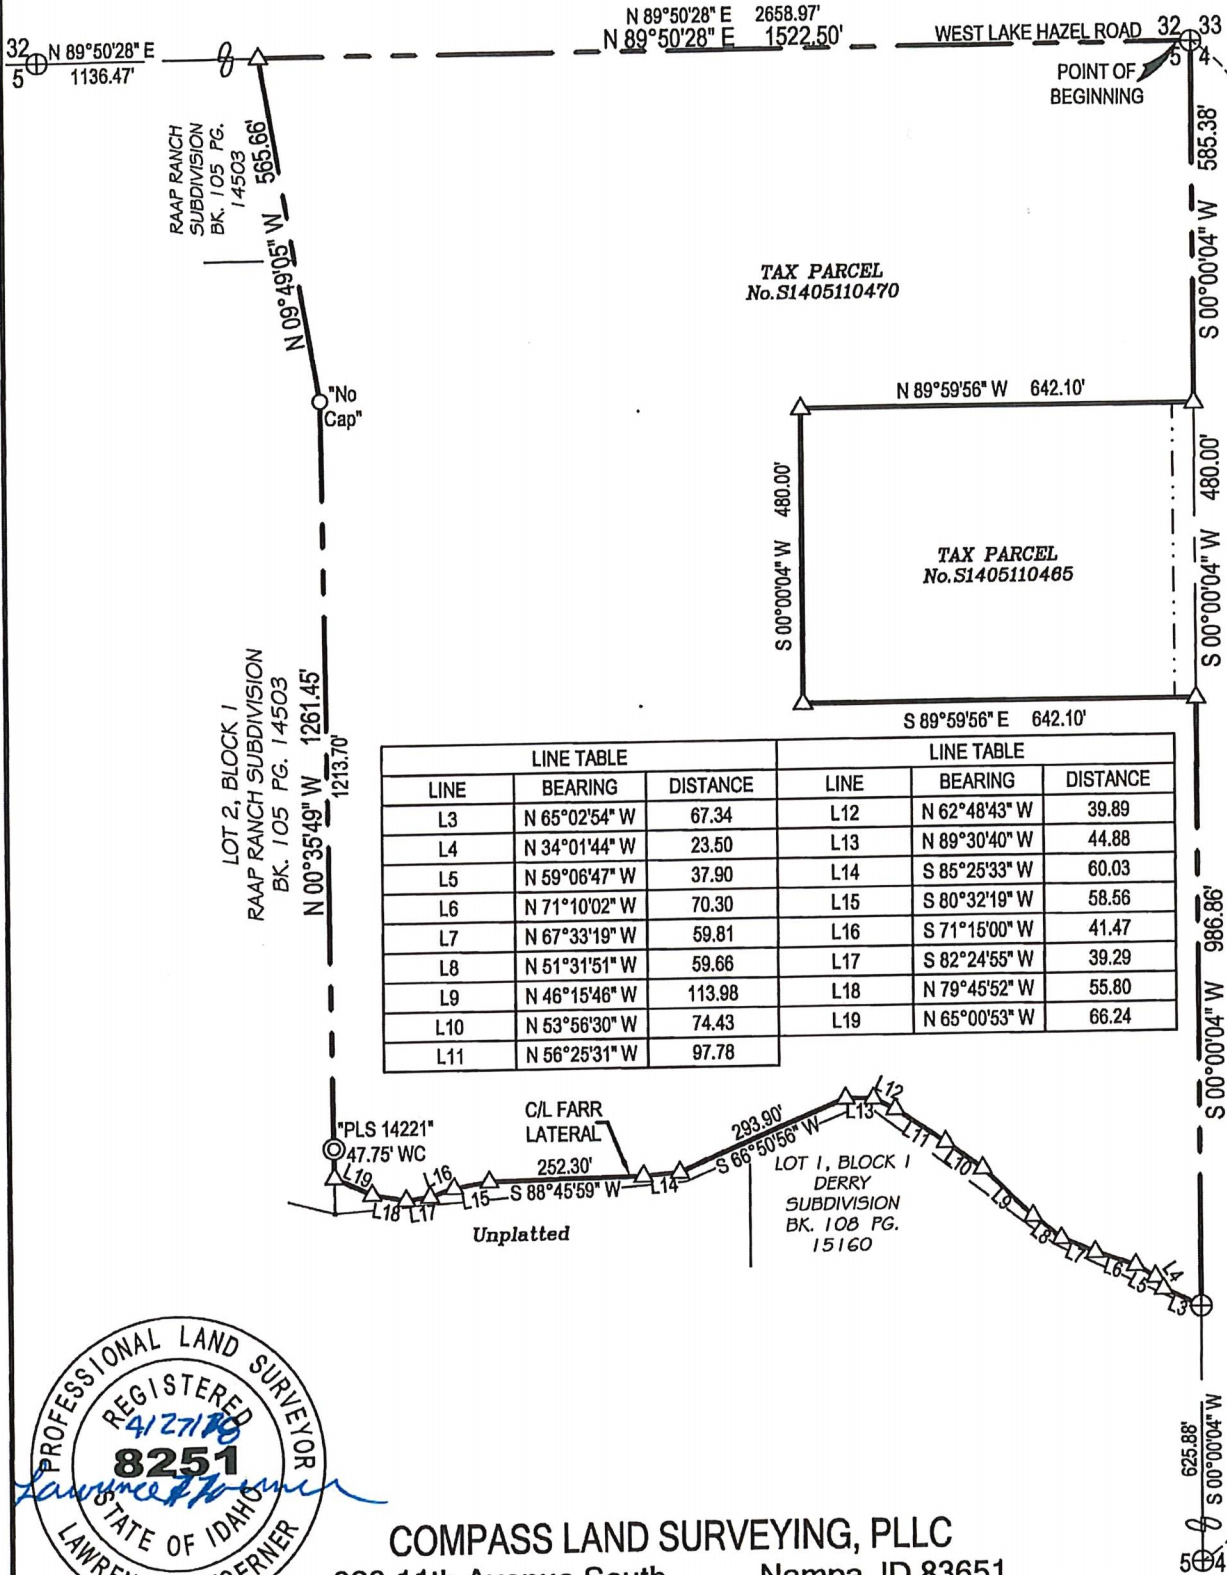 N 89°50'28" E 2658.97'
N 89°50'28" E 1522.50'
WEST LAKE HAZEL ROAD
32 33
5 4
POINT OF
BEGINNING
32
5
N 89°50'28" E
1136.47'
RAAP RANCH
SUBDIVISION
BK. 105 PG.
14503
N 09°49'05" W 565.66'
"No
Cap"
S 00°00'04" W 585.38'
TAX PARCEL
No.S1405110470
N 89°59'56" W 642.10'
S 00°00'04" W 480.00'
TAX PARCEL
No.S1405110465
S 00°00'04" W 480.00'
S 89°59'56" E 642.10'
LOT 2, BLOCK 1
RAAP RANCH SUBDIVISION
BK. 105 PG. 14503
N 00°35'49" W 1261.45'
1213.70'
LINE TABLE LINE TABLE
LINE BEARING DISTANCE LINE BEARING DISTANCE
L3 N 65°02'54" W 67.34 L12 N 62°48'43" W 39.89
L4 N 34°01'44" W 23.50 L13 N 89°30'40" W 44.88
L5 N 59°06'47" W 37.90 L14 S 85°25'33" W 60.03
L6 N 71°10'02" W 70.30 L15 S 80°32'19" W 58.56
L7 N 67°33'19" W 59.81 L16 S 71°15'00" W 41.47
L8 N 51°31'51" W 59.66 L17 S 82°24'55" W 39.29
L9 N 46°15'46" W 113.98 L18 N 79°45'52" W 55.80
L10 N 53°56'30" W 74.43 L19 N 65°00'53" W 66.24
L11 N 56°25'31" W 97.78
S 00°00'04" W 986.86'
"PLS 14221"
47.75' WC
C/L FARR
LATERAL
L19
L18
L17
L16
L15
252.30'
S 88°45'59" W
L14
293.90'
S 66°50'56" W
L13
L12
L11
L10
L9
L8
L7
L6
L5
L4
L3
Unplatted
LOT 1, BLOCK 1
DERRY
SUBDIVISION
BK. 108 PG.
15160
625.88'
S 00°00'04" W
5 4
PROFESSIONAL LAND SURVEYOR
REGISTERED
8251
STATE OF IDAHO
COMPASS LAND SURVEYING, PLLC
11th Avenue South Nampa, ID 83651